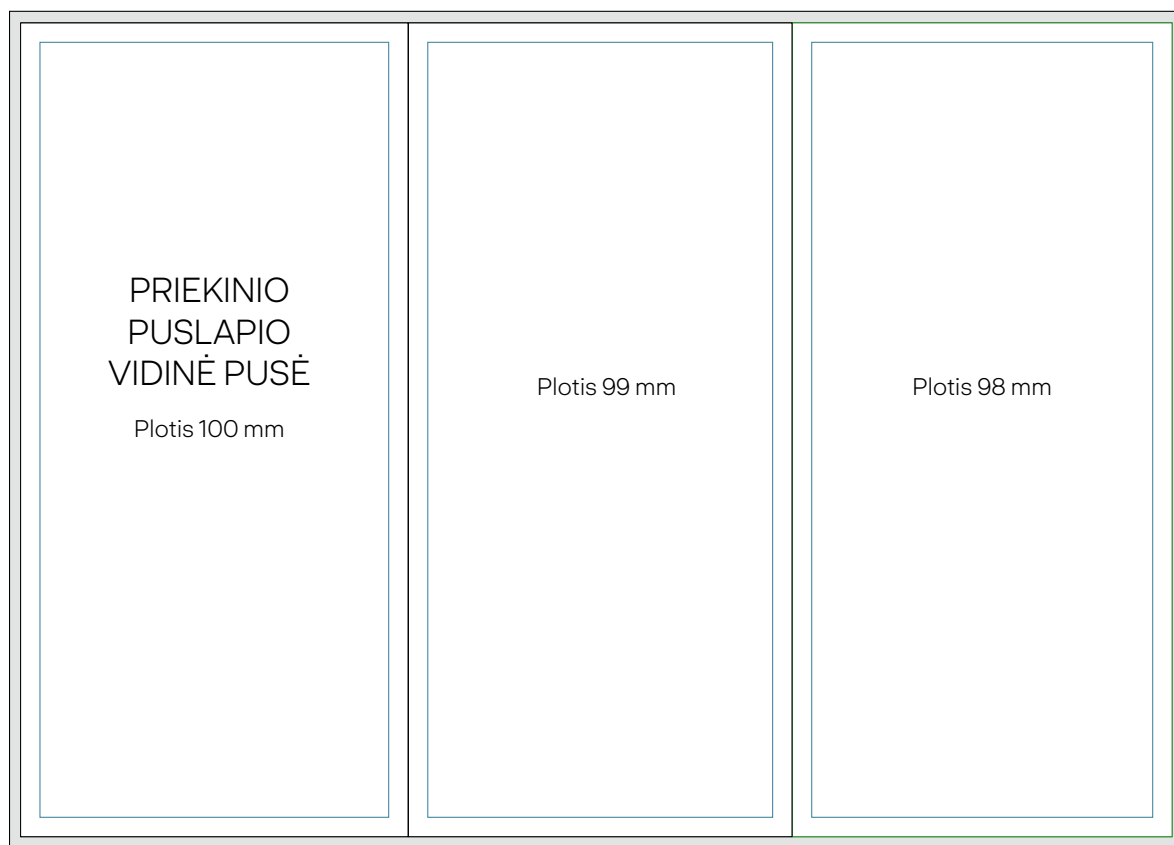 PRIEKINIO
PUSLAPIO
VIDINĖ PUSĖ
Plotis 100 mm
Plotis 99 mm
Plotis 98 mm